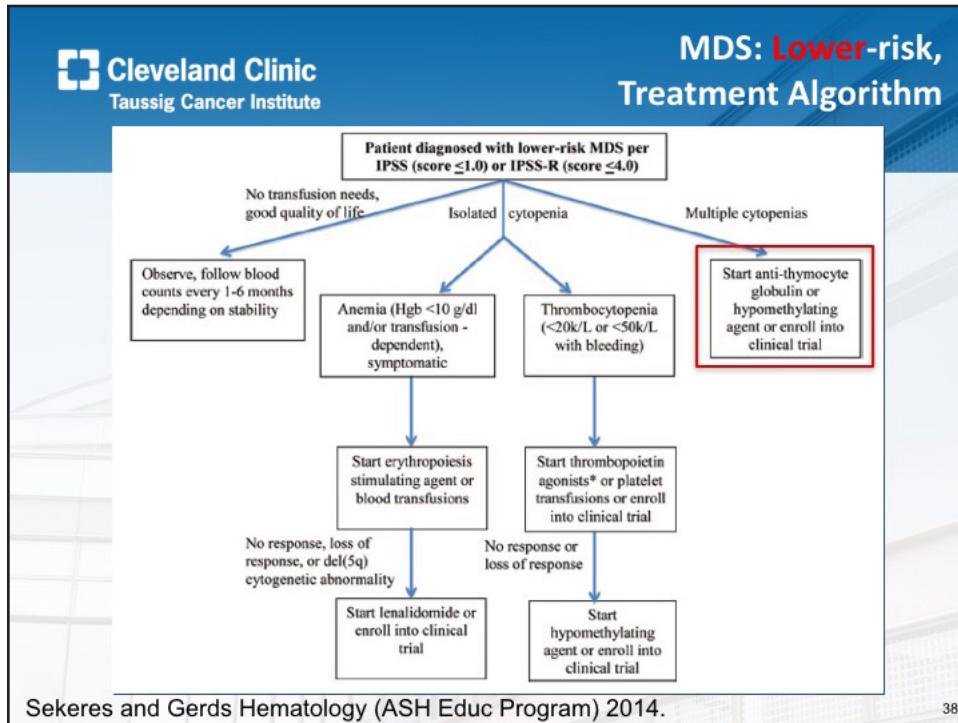 Cleveland Clinic
Taussig Cancer Institute
MDS: Lower-risk,
Treatment Algorithm
Patient diagnosed with lower-risk MDS per
IPSS (score ≤1.0) or IPSS-R (score ≤4.0)
No transfusion needs,
good quality of life
Isolated cytopenia
Multiple cytopenias
Observe, follow blood
counts every 1-6 months
depending on stability
Anemia (Hgb <10 g/dl
and/or transfusion -
dependent),
symptomatic
Thrombocytopenia
(<20k/L or <50k/L
with bleeding)
Start anti-thymocyte
globulin or
hypomethylating
agent or enroll into
clinical trial
Start erythropoiesis
stimulating agent or
blood transfusions
Start thrombopoietin
agonists* or platelet
transfusions or enroll
into clinical trial
No response, loss of
response, or del(5q)
cytogenetic abnormality
No response or
loss of response
Start lenalidomide or
enroll into clinical
trial
Start
hypomethylating
agent or enroll into
clinical trial
Sekeres and Gerds Hematology (ASH Educ Program) 2014.
38